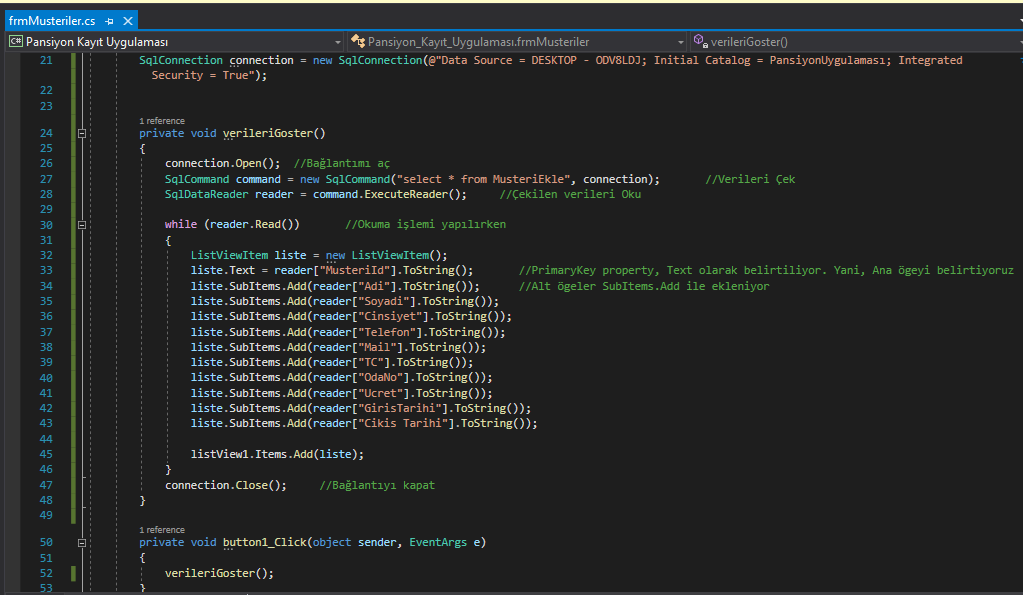 frmMusteriler.cs
C# Pansiyon Kayıt Uygulaması Pansiyon_Kayıt_Uygulaması.frmMusteriler verileriGoster()
21 SqlConnection connection = new SqlConnection(@"Data Source = DESKTOP - ODV8LDJ; Initial Catalog = PansiyonUygulaması; Integrated
Security = True");
22
23
1 reference
24 private void verileriGoster()
25 {
26 connection.Open(); //Bağlantımı aç
27 SqlCommand command = new SqlCommand("select * from MusteriEkle", connection); //Verileri Çek
28 SqlDataReader reader = command.ExecuteReader(); //Çekilen verileri Oku
29
30 while (reader.Read()) //Okuma işlemi yapılırken
31 {
32 ListViewItem liste = new ListViewItem();
33 liste.Text = reader["MusteriId"].ToString(); //PrimaryKey property, Text olarak belirtiliyor. Yani, Ana ögeyi belirtiyoruz
34 liste.SubItems.Add(reader["Adi"].ToString()); //Alt ögeler SubItems.Add ile ekleniyor
35 liste.SubItems.Add(reader["Soyadi"].ToString());
36 liste.SubItems.Add(reader["Cinsiyet"].ToString());
37 liste.SubItems.Add(reader["Telefon"].ToString());
38 liste.SubItems.Add(reader["Mail"].ToString());
39 liste.SubItems.Add(reader["TC"].ToString());
40 liste.SubItems.Add(reader["OdaNo"].ToString());
41 liste.SubItems.Add(reader["Ucret"].ToString());
42 liste.SubItems.Add(reader["GirisTarihi"].ToString());
43 liste.SubItems.Add(reader["Cikis Tarihi"].ToString());
44
45 listView1.Items.Add(liste);
46 }
47 connection.Close(); //Bağlantıyı kapat
48 }
49
1 reference
50 private void button1_Click(object sender, EventArgs e)
51 {
52 verileriGoster();
53 }